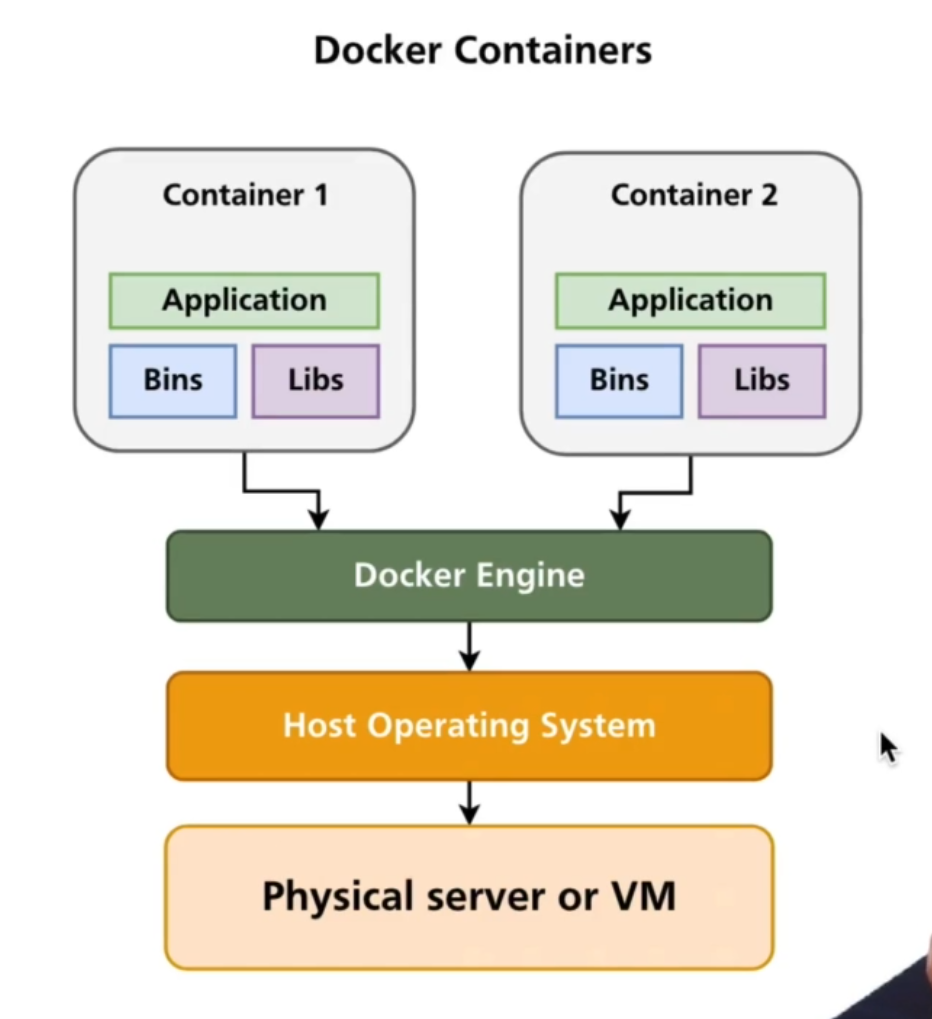 Docker Containers
Container 1
Application
Bins
Libs
Container 2
Application
Bins
Libs
Docker Engine
Host Operating System
Physical server or VM